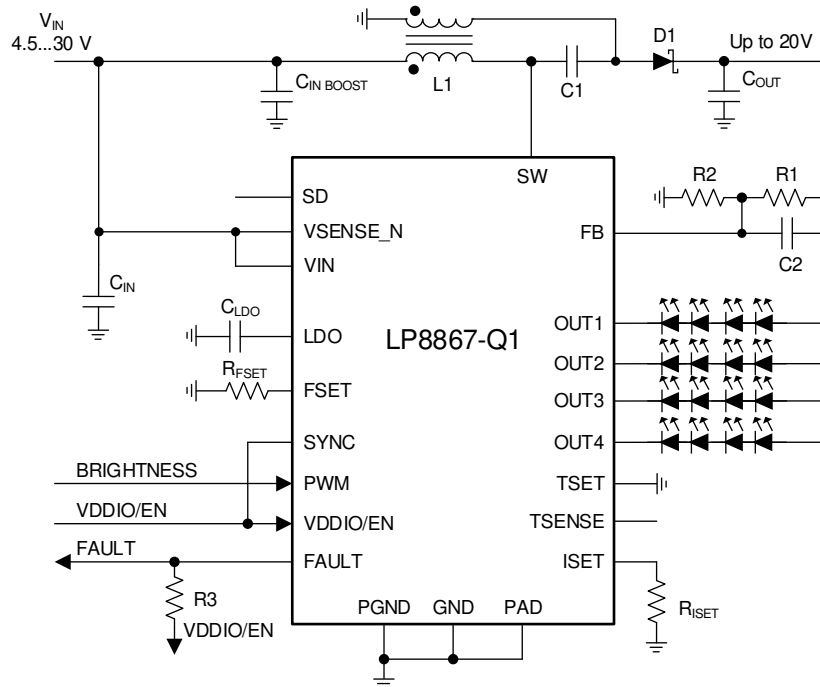 VIN
4.5...30 V
D1
Up to 20V
CIN BOOST
L1
C1
COUT
SW
R2
R1
SD
VSENSE_N
FB
VIN
C2
CIN
CLDO
LDO
LP8867-Q1
OUT1
RFSET
OUT2
FSET
OUT3
SYNC
OUT4
BRIGHTNESS
PWM
TSET
VDDIO/EN
VDDIO/EN
TSENSE
FAULT
FAULT
ISET
R3
PGND
GND
PAD
RISET
VDDIO/EN